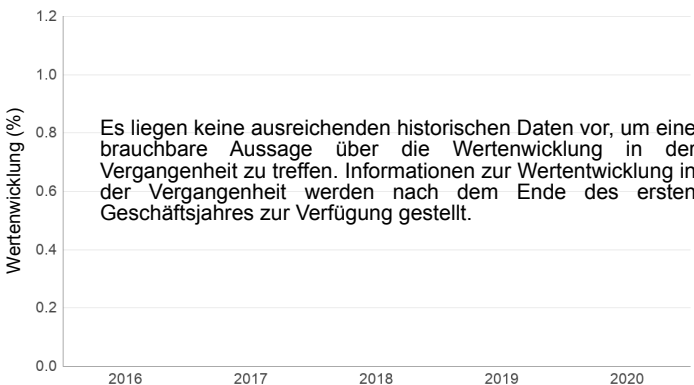 1.2
1.0
0.8
0.6
0.4
0.2
0.0
Wertenwicklung (%)
Es liegen keine ausreichenden historischen Daten vor, um eine
brauchbare Aussage über die Wertenwicklung in der
Vergangenheit zu treffen. Informationen zur Wertentwicklung in
der Vergangenheit werden nach dem Ende des ersten
Geschäftsjahres zur Verfügung gestellt.
2016 2017 2018 2019 2020